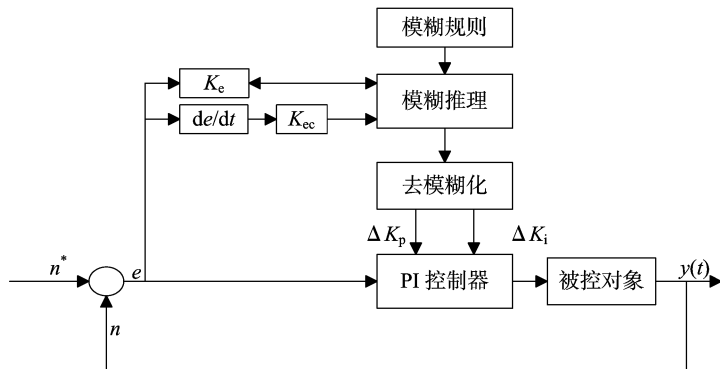 模糊规则
K_e
模糊推理
de/dt
K_ec
去模糊化
ΔK_p
ΔK_i
n*
e
PI 控制器
被控对象
y(t)
n